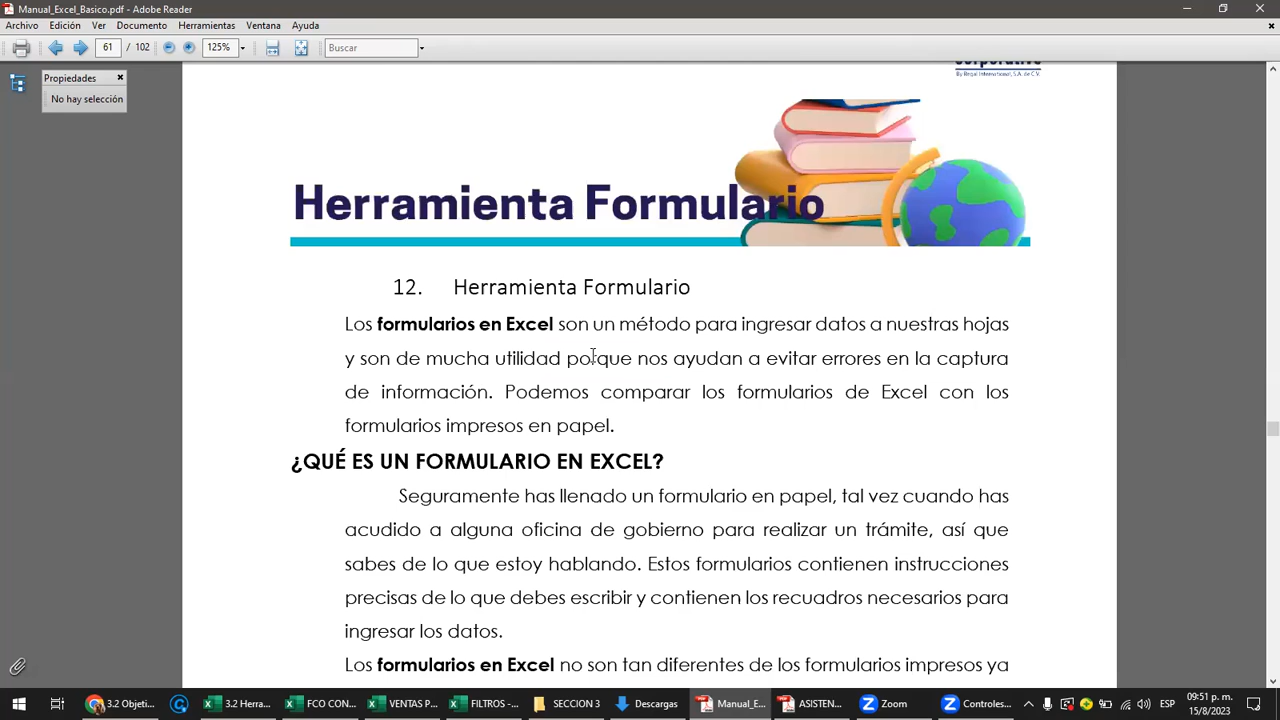 Manual_Excel_Basico.pdf - Adobe Reader
Archivo Edición Ver Documento Herramientas Ventana Ayuda
61 / 102 125% Buscar
Propiedades
No hay selección
By Regal International, S.A. de C.V.
Herramienta Formulario
12. Herramienta Formulario
Los formularios en Excel son un método para ingresar datos a nuestras hojas
y son de mucha utilidad porque nos ayudan a evitar errores en la captura
de información. Podemos comparar los formularios de Excel con los
formularios impresos en papel.
¿QUÉ ES UN FORMULARIO EN EXCEL?
Seguramente has llenado un formulario en papel, tal vez cuando has
acudido a alguna oficina de gobierno para realizar un trámite, así que
sabes de lo que estoy hablando. Estos formularios contienen instrucciones
precisas de lo que debes escribir y contienen los recuadros necesarios para
ingresar los datos.
Los formularios en Excel no son tan diferentes de los formularios impresos ya
3.2 Objeti... 3.2 Herra... FCO CON... VENTAS P... FILTROS -... SECCION 3 Descargas Manual_E... ASISTEN... Zoom Controles... ESP 09:51 p. m.
15/8/2023